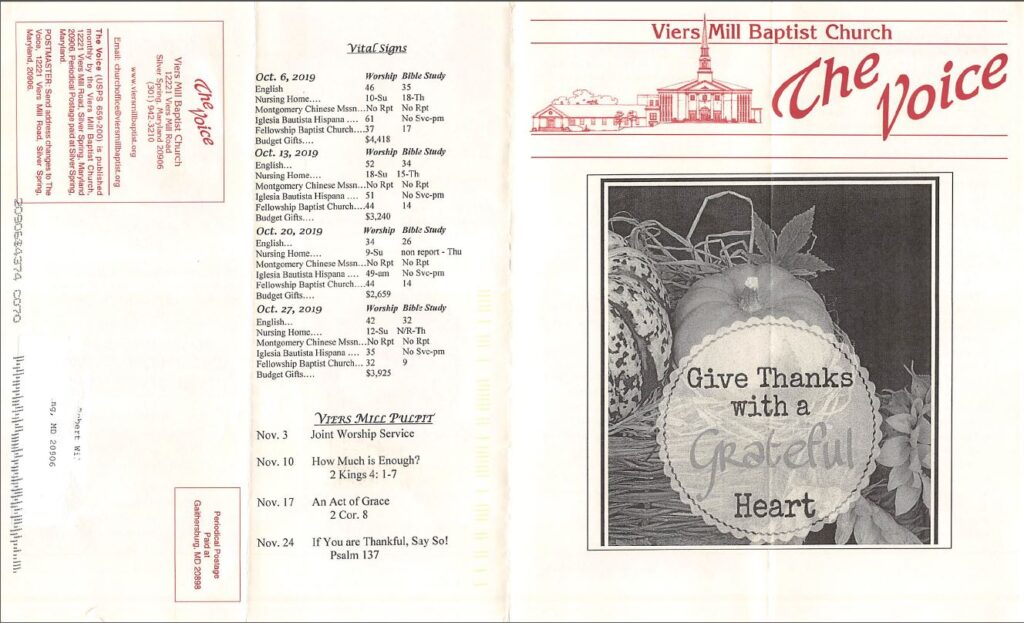 The Voice
Viers Mill Baptist Church
12221 Viers Mill Road
Silver Spring, Maryland 20906
(301) 942-3210
www.viersmillbaptist.org
Email: churchoffice@viersmillbaptist.org
The Voice (USPS 659-200) is published
monthly by the Viers Mill Baptist Church,
12221 Viers Mill Road, Silver Spring, Maryland
20906. Periodical Postage paid at Silver Spring,
Maryland.
POSTMASTER: Send address changes to The
Voice, 12221 Viers Mill Road, Silver Spring,
Maryland, 20906.
MD 20906
Periodical Postage
Paid at
Gaithersburg, MD 20898
Vital Signs
Oct. 6, 2019 Worship Bible Study
English 46 35
Nursing Home.... 10-Su 18-Th
Montgomery Chinese Mssn...No Rpt No Rpt
Iglesia Bautista Hispana .... 61 No Svc-pm
Fellowship Baptist Church....37 17
Budget Gifts.... $4,418
Oct. 13, 2019 Worship Bible Study
English... 52 34
Nursing Home.... 18-Su 15-Th
Montgomery Chinese Mssn...No Rpt No Rpt
Iglesia Bautista Hispana .... 51 No Svc-pm
Fellowship Baptist Church....44 14
Budget Gifts.... $3,240
Oct. 20, 2019 Worship Bible Study
English... 34 26
Nursing Home.... 9-Su non report - Thu
Montgomery Chinese Mssn...No Rpt No Rpt
Iglesia Bautista Hispana .... 49-am No Svc-pm
Fellowship Baptist Church....44 14
Budget Gifts.... $2,659
Oct. 27, 2019 Worship Bible Study
English... 42 32
Nursing Home.... 12-Su N/R-Th
Montgomery Chinese Mssn...No Rpt No Rpt
Iglesia Bautista Hispana .... 35 No Svc-pm
Fellowship Baptist Church... 32 9
Budget Gifts.... $3,925
VIERS MILL PULPIT
Nov. 3 Joint Worship Service
Nov. 10 How Much is Enough?
2 Kings 4: 1-7
Nov. 17 An Act of Grace
2 Cor. 8
Nov. 24 If You are Thankful, Say So!
Psalm 137
Viers Mill Baptist Church
The Voice
Give Thanks
with a
Grateful
Heart